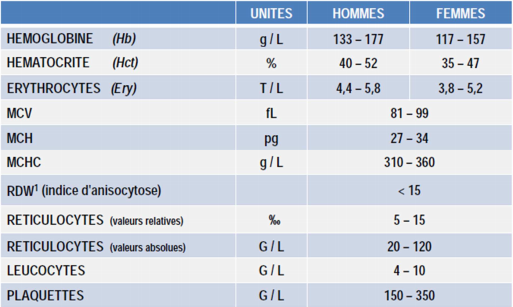 UNITES HOMMES FEMMES
HEMOGLOBINE (Hb) g / L 133 – 177 117 – 157
HEMATOCRITE (Hct) % 40 – 52 35 – 47
ERYTHROCYTES (Ery) T / L 4,4 – 5,8 3,8 – 5,2
MCV fL 81 – 99
MCH pg 27 – 34
MCHC g / L 310 – 360
RDW¹ (indice d’anisocytose) < 15
RETICULOCYTES (valeurs relatives) ‰ 5 – 15
RETICULOCYTES (valeurs absolues) G / L 20 – 120
LEUCOCYTES G / L 4 – 10
PLAQUETTES G / L 150 – 350